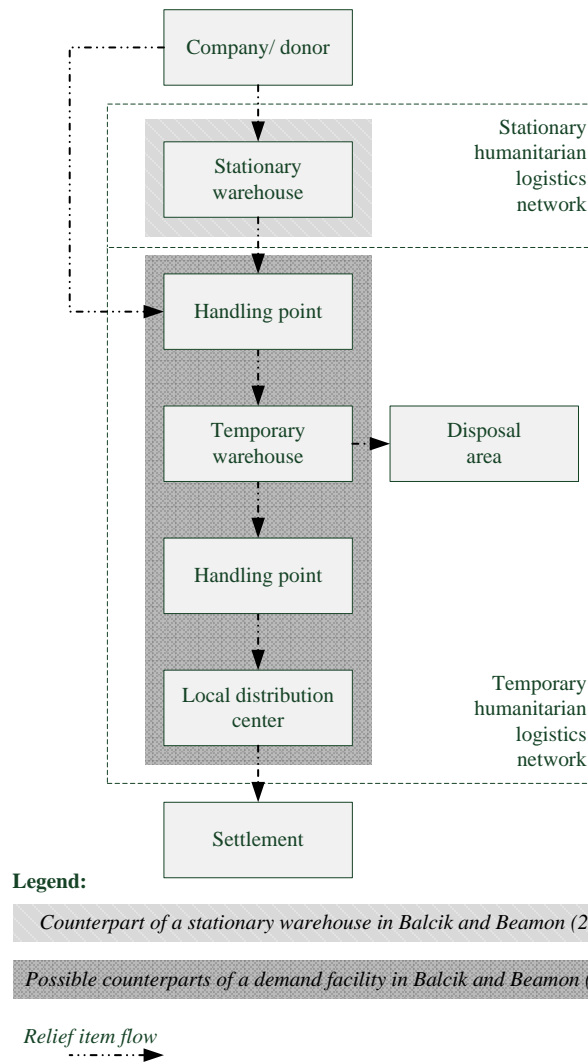 Company/ donor
Stationary
humanitarian
logistics
network
Stationary
warehouse
Handling point
Temporary
warehouse
Disposal
area
Handling point
Local distribution
center
Temporary
humanitarian
logistics
network
Settlement
Legend:
Counterpart of a stationary warehouse in Balcik and Beamon (2
Possible counterparts of a demand facility in Balcik and Beamon (
Relief item flow